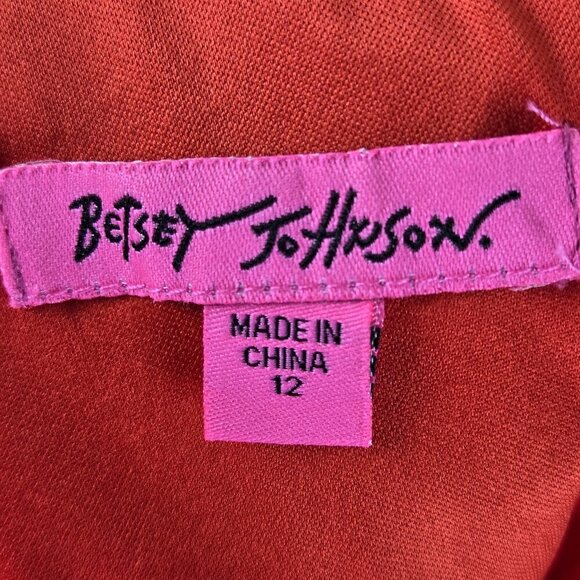 BETSEY JOHNSON.
MADE IN
CHINA
12